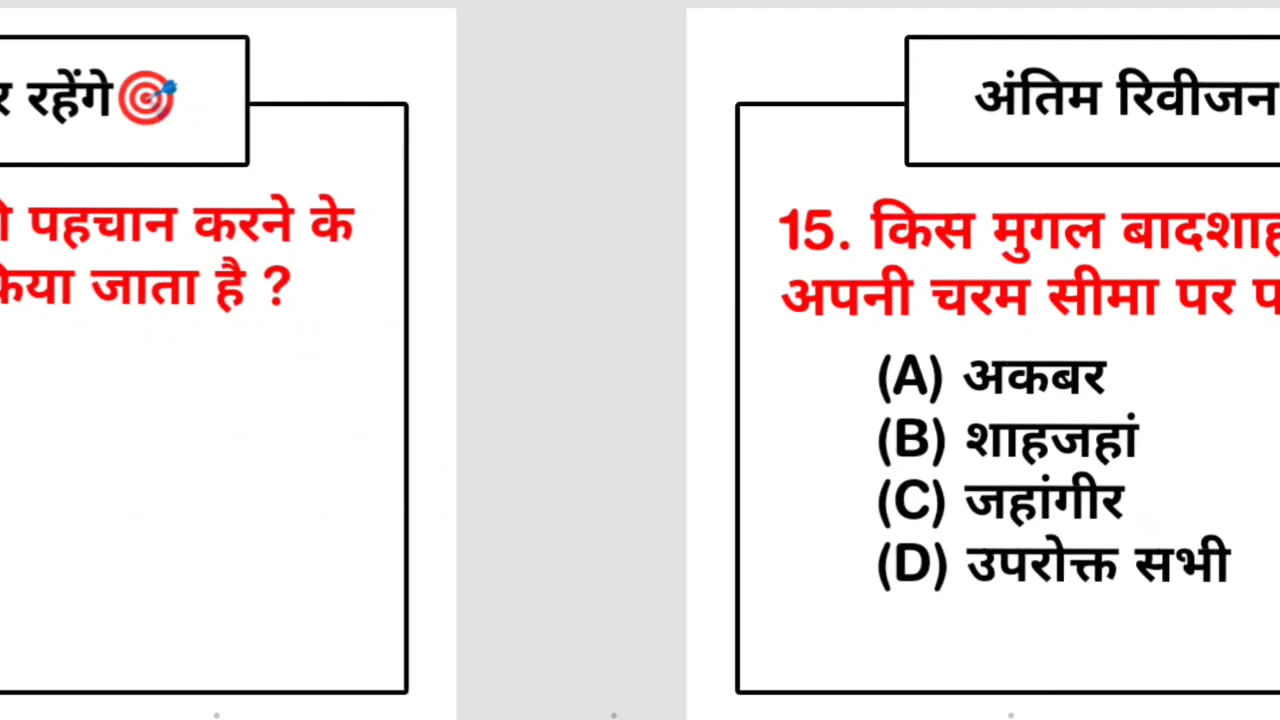 रहेंगे🎯
पहचान करने के
जाता है ?
अंतिम रिवीजन
15. किस मुगल बादशाह
अपनी चरम सीमा पर
(A) अकबर
(B) शाहजहां
(C) जहांगीर
(D) उपरोक्त सभी